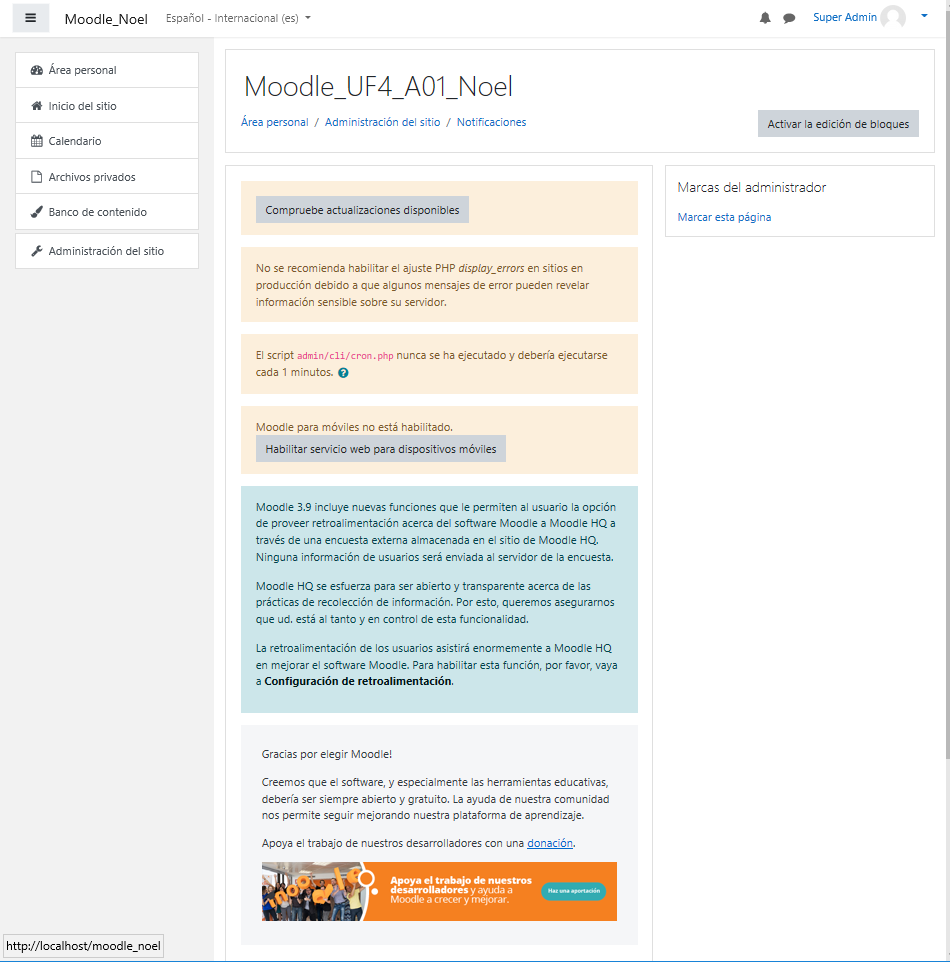 Moodle_Noel
Español - Internacional (es)
Super Admin
Área personal
Inicio del sitio
Calendario
Archivos privados
Banco de contenido
Administración del sitio
Moodle_UF4_A01_Noel
Área personal / Administración del sitio / Notificaciones
Activar la edición de bloques
Compruebe actualizaciones disponibles
No se recomienda habilitar el ajuste PHP display_errors en sitios en
producción debido a que algunos mensajes de error pueden revelar
información sensible sobre su servidor.
El script admin/cli/cron.php nunca se ha ejecutado y debería ejecutarse
cada 1 minutos. ?
Moodle para móviles no está habilitado.
Habilitar servicio web para dispositivos móviles
Moodle 3.9 incluye nuevas funciones que le permiten al usuario la opción
de proveer retroalimentación acerca del software Moodle a Moodle HQ a
través de una encuesta externa almacenada en el sitio de Moodle HQ.
Ninguna información de usuarios será enviada al servidor de la encuesta.
Moodle HQ se esfuerza para ser abierto y transparente acerca de las
prácticas de recolección de información. Por esto, queremos asegurarnos
que ud. está al tanto y en control de esta funcionalidad.
La retroalimentación de los usuarios asistirá enormemente a Moodle HQ
en mejorar el software Moodle. Para habilitar esta función, por favor, vaya
a Configuración de retroalimentación.
Gracias por elegir Moodle!
Creemos que el software, y especialmente las herramientas educativas,
debería ser siempre abierto y gratuito. La ayuda de nuestra comunidad
nos permite seguir mejorando nuestra plataforma de aprendizaje.
Apoya el trabajo de nuestros desarrolladores con una donación.
moodle
Apoya el trabajo de nuestros
desarrolladores y ayuda a
Moodle a crecer y mejorar.
Haz una aportación
Marcas del administrador
Marcar esta página
http://localhost/moodle_noel